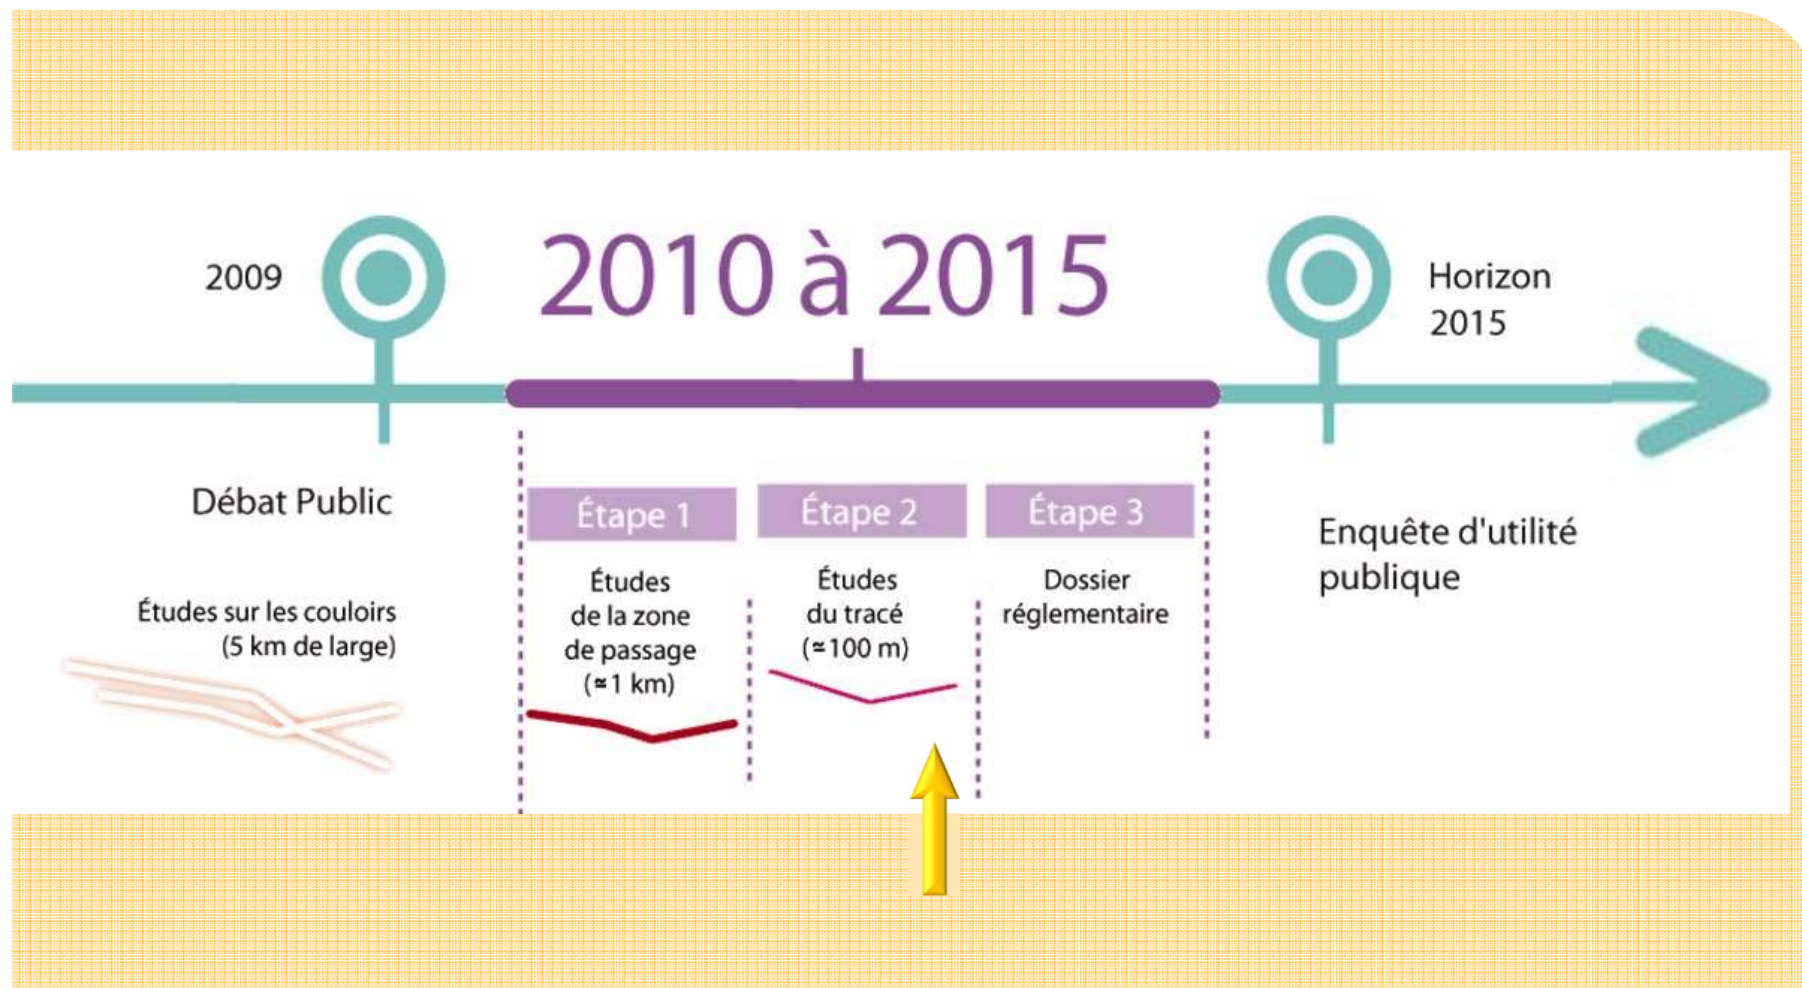 2009
2010 à 2015
Horizon
2015
Débat Public
Études sur les couloirs
(5 km de large)
Étape 1
Études
de la zone
de passage
(≃1 km)
Étape 2
Études
du tracé
(≃100 m)
Étape 3
Dossier
réglementaire
Enquête d'utilité
publique